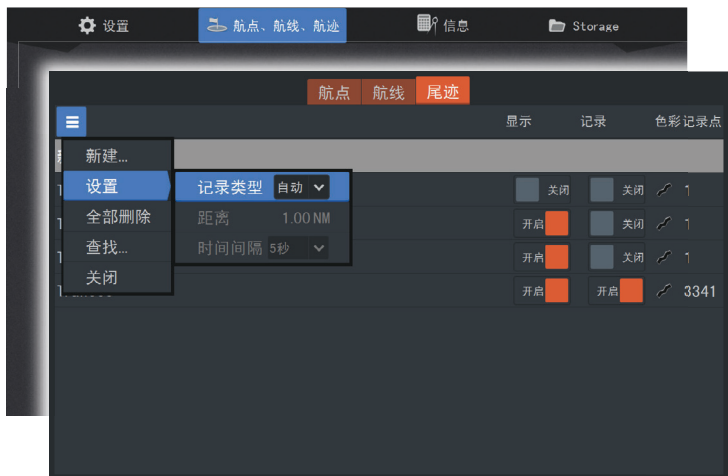 设置 航点、航线、航迹 信息 Storage
航点 航线 尾迹
显示 记录 色彩 记录点
新建...
设置 记录类型 自动 关闭 关闭 1
全部删除 距离 1.00 NM 开启 关闭 1
查找... 时间间隔 5秒 开启 关闭 1
关闭
开启 开启 3341